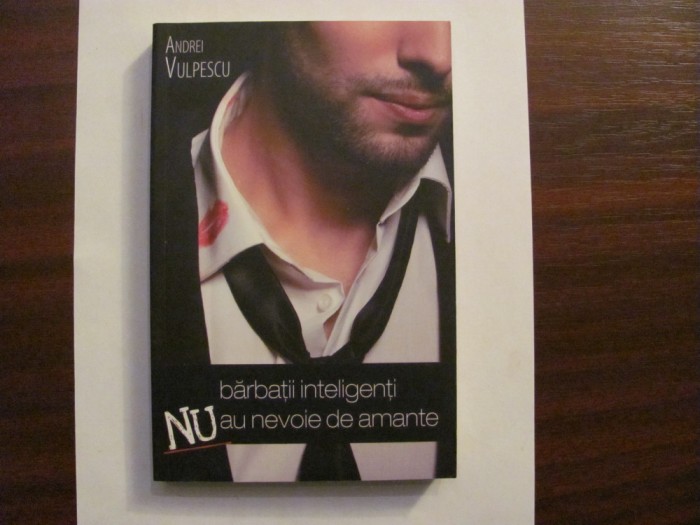 ANDREI
VULPESCU
bărbații inteligenți
NU au nevoie de amante